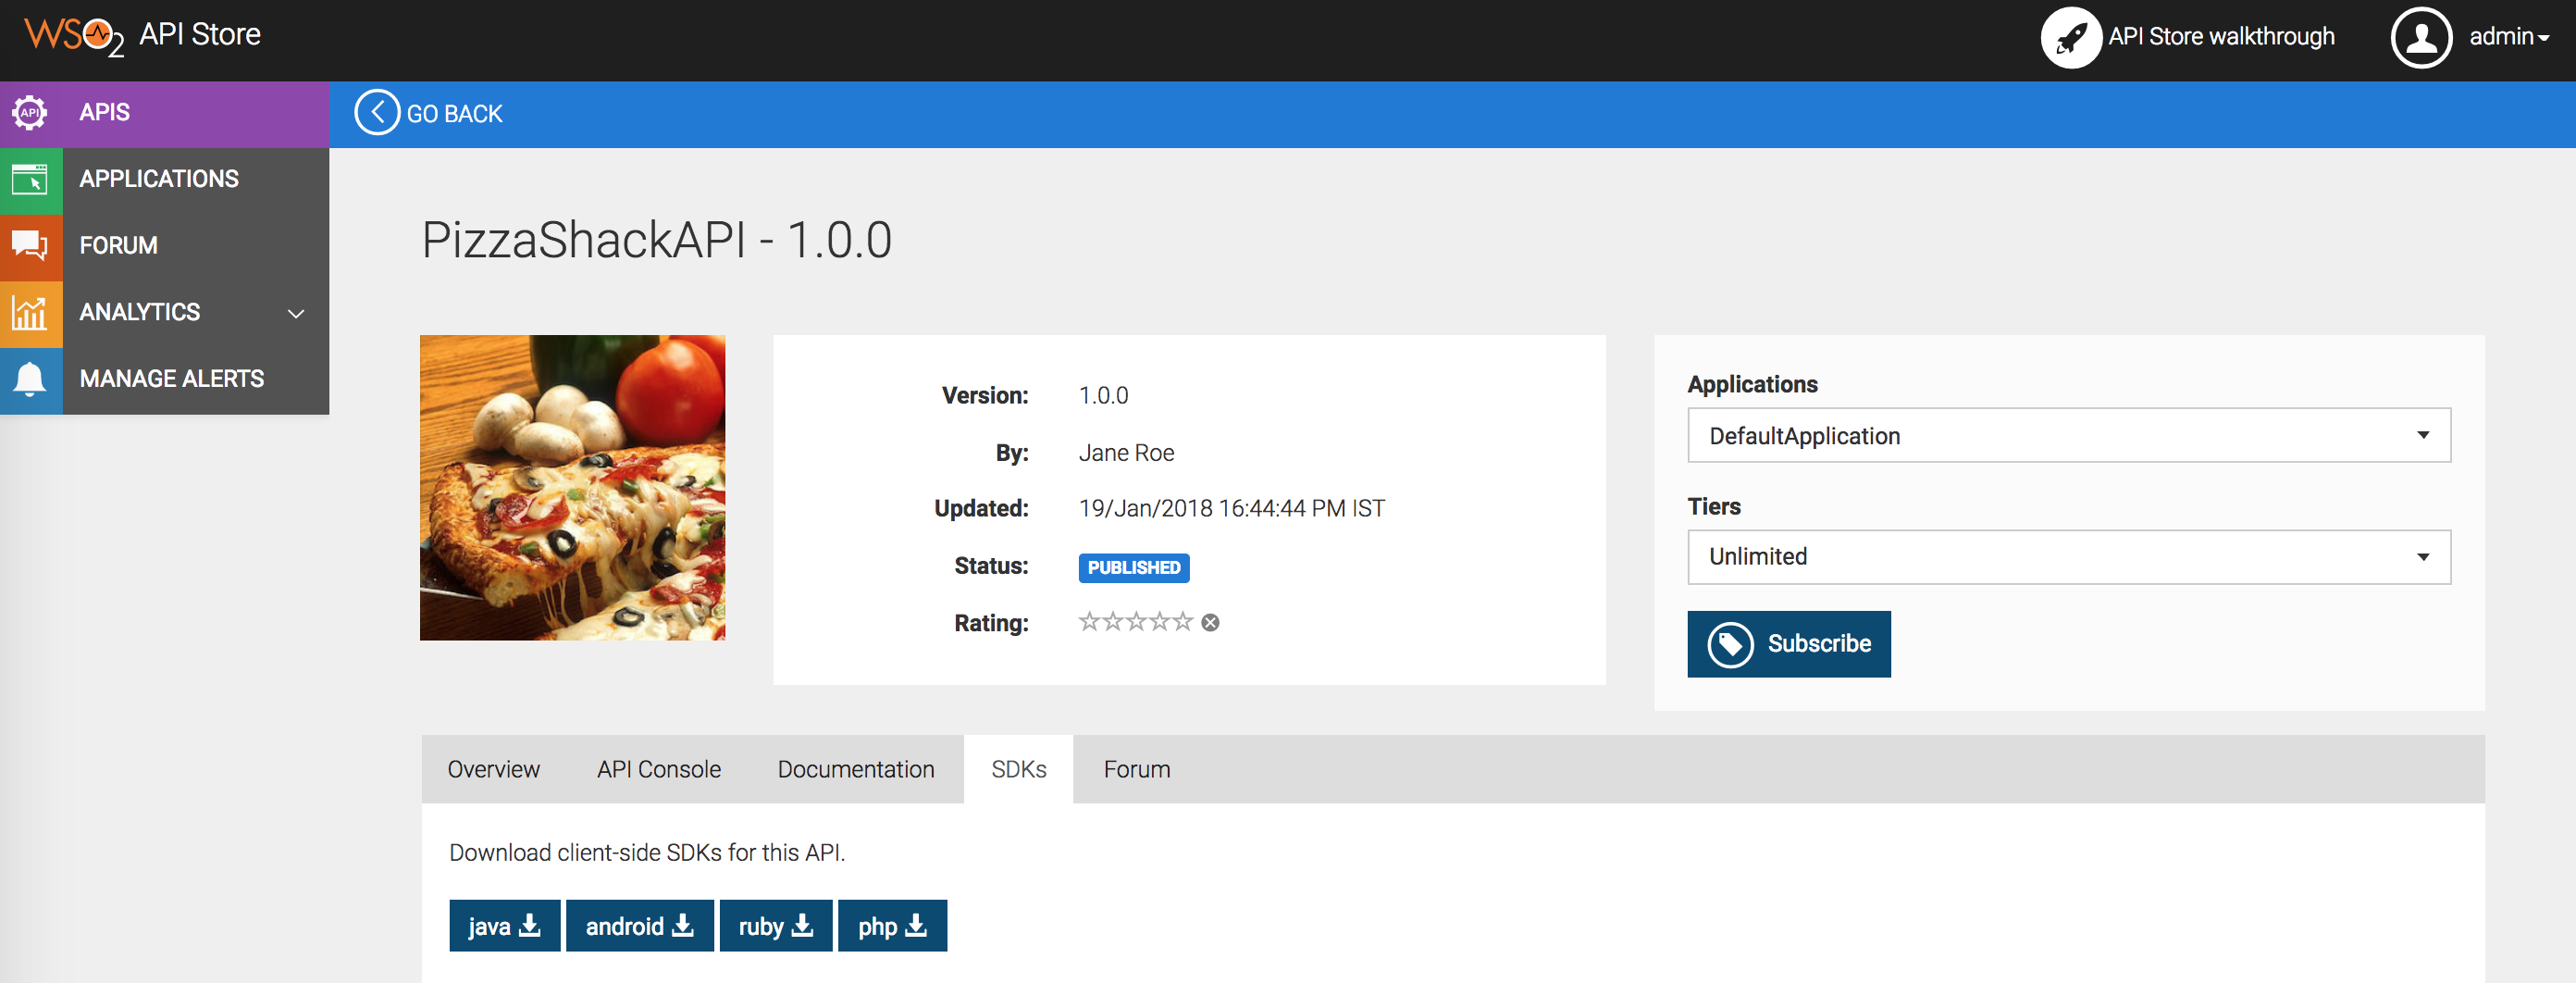 WSO2 API Store
API Store walkthrough
admin
API APIS
GO BACK
APPLICATIONS
FORUM
ANALYTICS
MANAGE ALERTS
PizzaShackAPI - 1.0.0
Version: 1.0.0
By: Jane Roe
Updated: 19/Jan/2018 16:44:44 PM IST
Status: PUBLISHED
Rating:
Applications
DefaultApplication
Tiers
Unlimited
Subscribe
Overview API Console Documentation SDKs Forum
Download client-side SDKs for this API.
java android ruby php